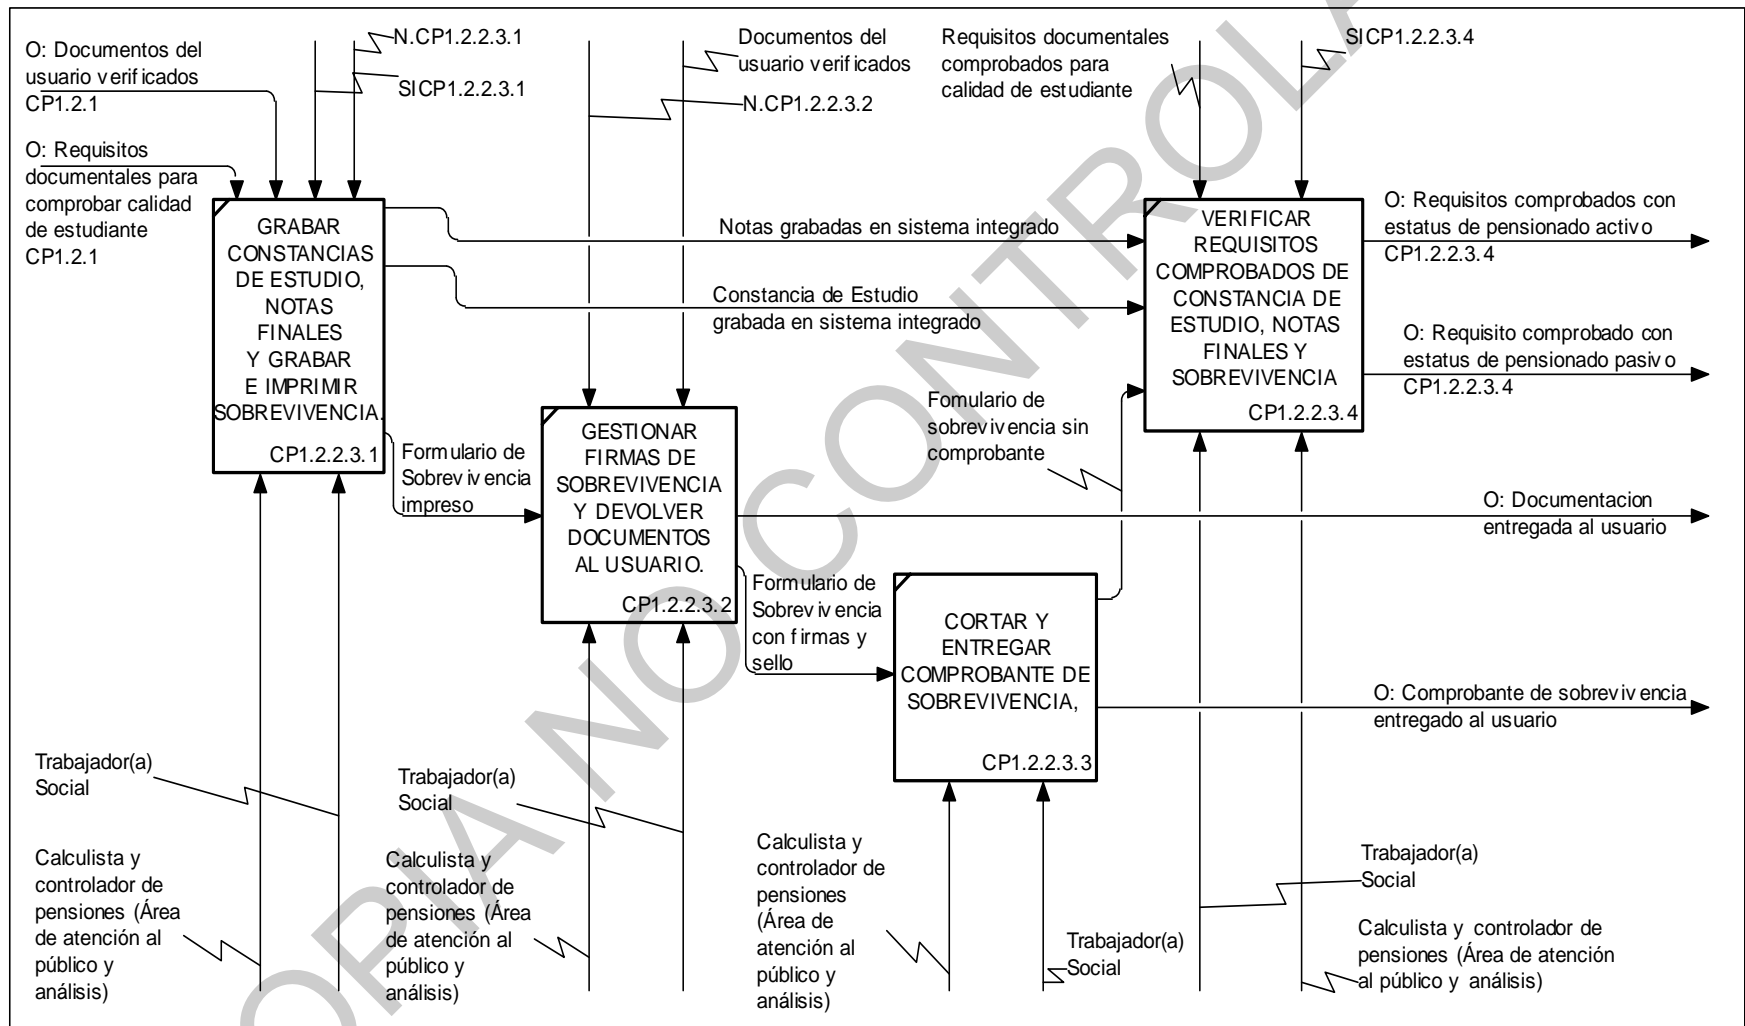 O: Documentos del
usuario verificados
CP1.2.1
O: Requisitos
documentales para
comprobar calidad
de estudiante
CP1.2.1
N.CP1.2.2.3.1
SICP1.2.2.3.1
Documentos del
usuario verificados
N.CP1.2.2.3.2
Requisitos documentales
comprobados para
calidad de estudiante
SICP1.2.2.3.4
GRABAR
CONSTANCIAS
DE ESTUDIO,
NOTAS
FINALES
Y GRABAR
E IMPRIMIR
SOBREVIVENCIA.
CP1.2.2.3.1
Notas grabadas en sistema integrado
Constancia de Estudio
grabada en sistema integrado
VERIFICAR
REQUISITOS
COMPROBADOS DE
CONSTANCIA DE
ESTUDIO, NOTAS
FINALES Y
SOBREVIVENCIA
CP1.2.2.3.4
O: Requisitos comprobados con
estatus de pensionado activo
CP1.2.2.3.4
O: Requisito comprobado con
estatus de pensionado pasivo
CP1.2.2.3.4
Formulario de
Sobrevivencia
impreso
GESTIONAR
FIRMAS DE
SOBREVIVENCIA
Y DEVOLVER
DOCUMENTOS
AL USUARIO.
CP1.2.2.3.2
Fomulario de
sobrevivencia sin
comprobante
O: Documentacion
entregada al usuario
Formulario de
Sobrevivencia
con firmas y
sello
CORTAR Y
ENTREGAR
COMPROBANTE DE
SOBREVIVENCIA,
CP1.2.2.3.3
O: Comprobante de sobrevivencia
entregado al usuario
Trabajador(a)
Social
Calculista y
controlador de
pensiones (Área
de atención al
público y
análisis)
Trabajador(a)
Social
Calculista y
controlador de
pensiones (Área
de atención al
público y
análisis)
Calculista y
controlador de
pensiones
(Área de
atención al
público y
análisis)
Trabajador(a)
Social
Trabajador(a)
Social
Calculista y controlador de
pensiones (Área de atención
al público y análisis)
OPIA NO CONTROLA